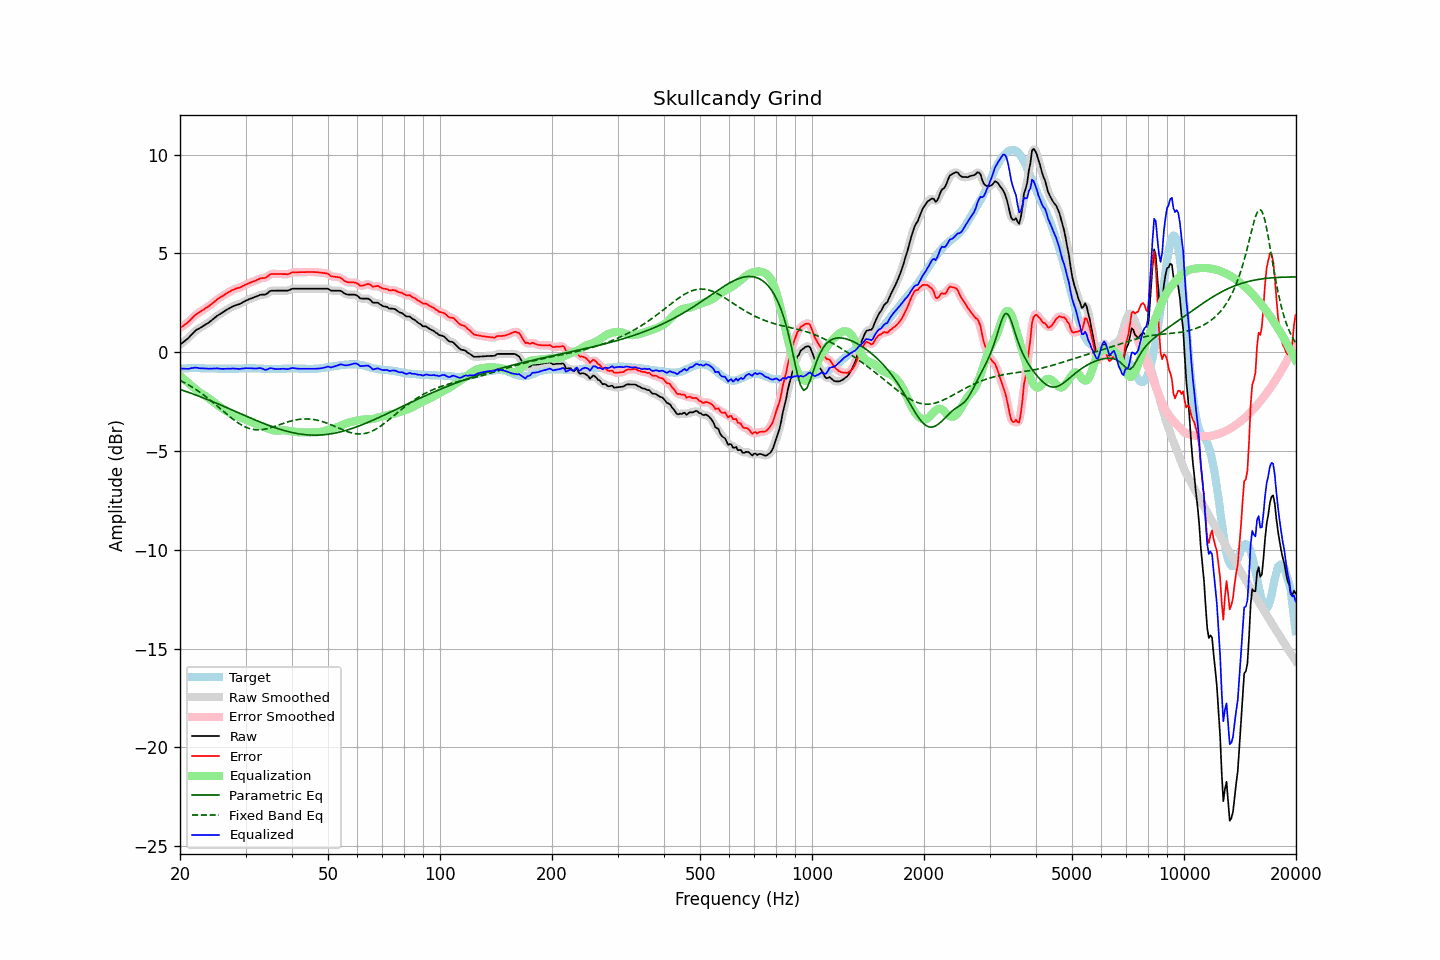 Skullcandy Grind
Amplitude (dBr)
10
5
0
−5
−10
−15
−20
−25
Target
Raw Smoothed
Error Smoothed
Raw
Error
Equalization
Parametric Eq
Fixed Band Eq
Equalized
20 50 100 200 500 1000 2000 5000 10000 20000
Frequency (Hz)